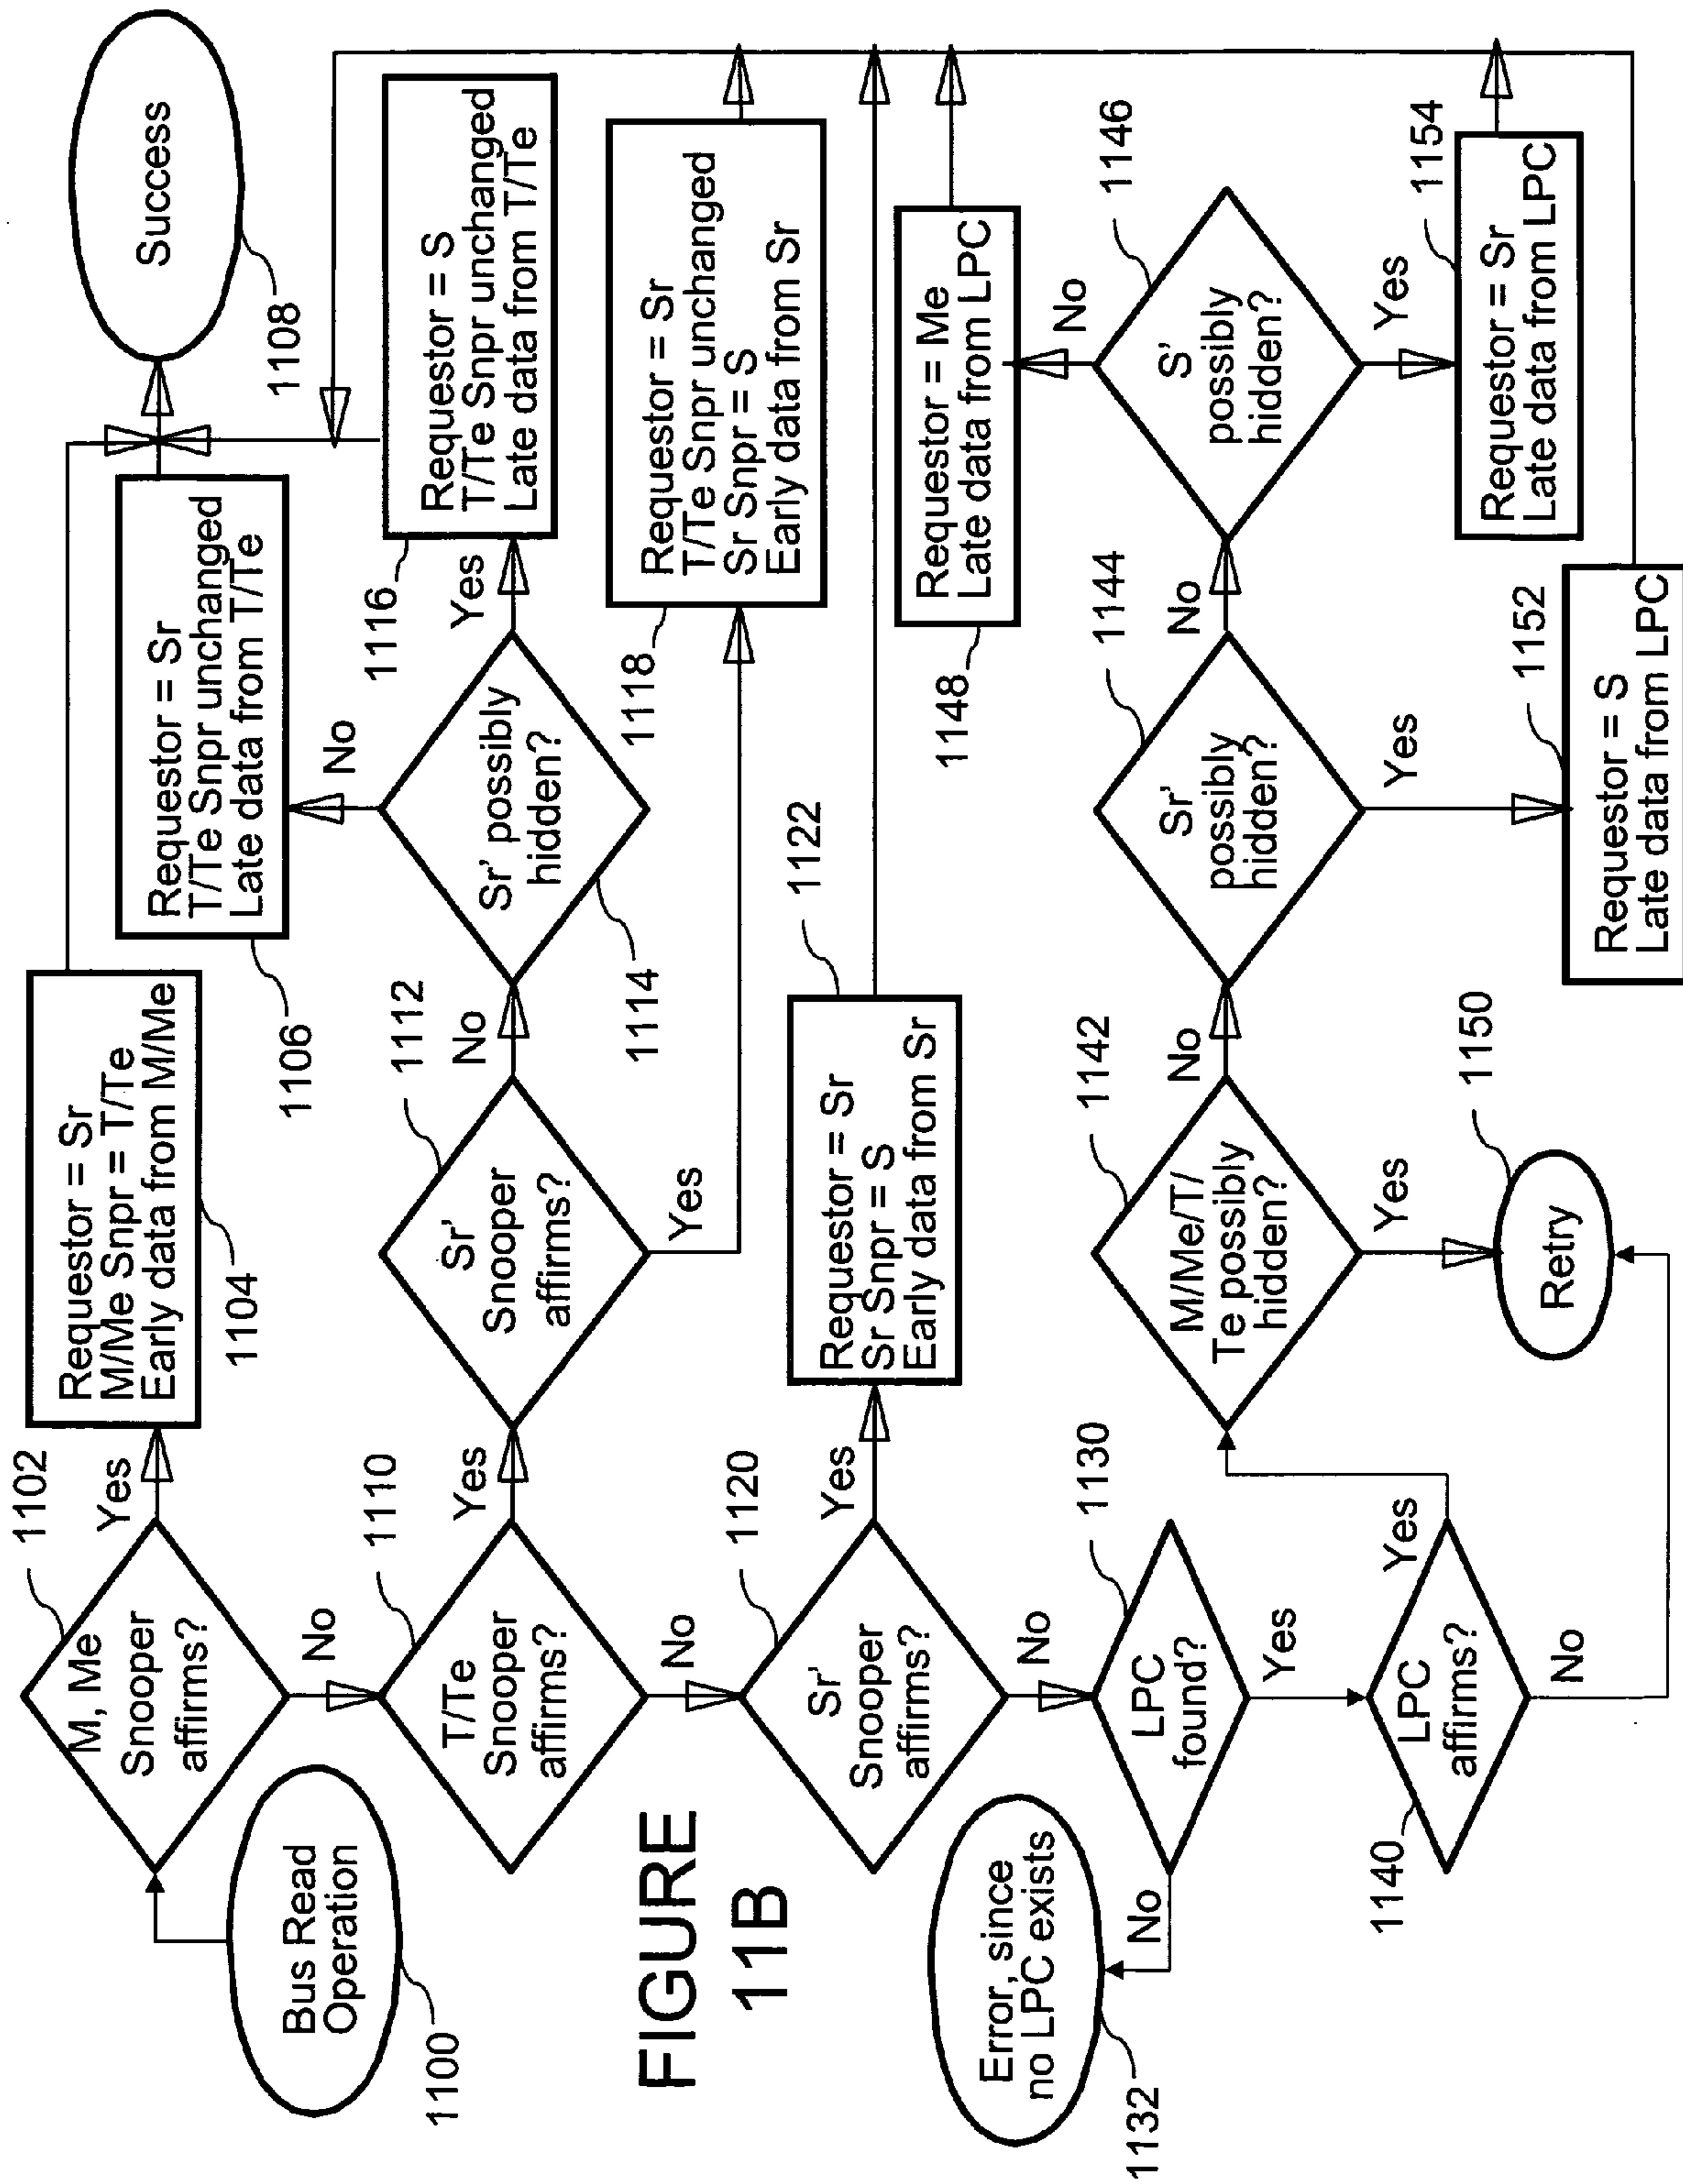 Bus Read
Operation
1100
M, Me
Snooper
affirms?
1102
Yes
No
Requestor = Sr
M/Me Snpr = T/Te
Early data from M/Me
1104
Requestor = Sr
T/Te Snpr unchanged
Late data from T/Te
1106
Success
1108
T/Te
Snooper
affirms?
1110
Yes
No
Sr'
Snooper
affirms?
1112
No
Yes
Sr' possibly
hidden?
1114
No
Yes
Requestor = S
T/Te Snpr unchanged
Late data from T/Te
1116
Requestor = Sr
T/Te Snpr unchanged
Sr Snpr = S
Early data from Sr
1118
FIGURE
11B
Sr'
Snooper
affirms?
1120
Yes
No
Requestor = Sr
Sr Snpr = S
Early data from Sr
1122
LPC
found?
1130
No
Yes
Error, since
no LPC exists
1132
LPC
affirms?
1140
Yes
No
M/Me/T/
Te possibly
hidden?
1142
No
Yes
Retry
1150
Sr'
possibly
hidden?
1144
No
Yes
S'
possibly
hidden?
1146
No
Yes
Requestor = Me
Late data from LPC
1148
Requestor = S
Late data from LPC
1152
Requestor = Sr
Late data from LPC
1154